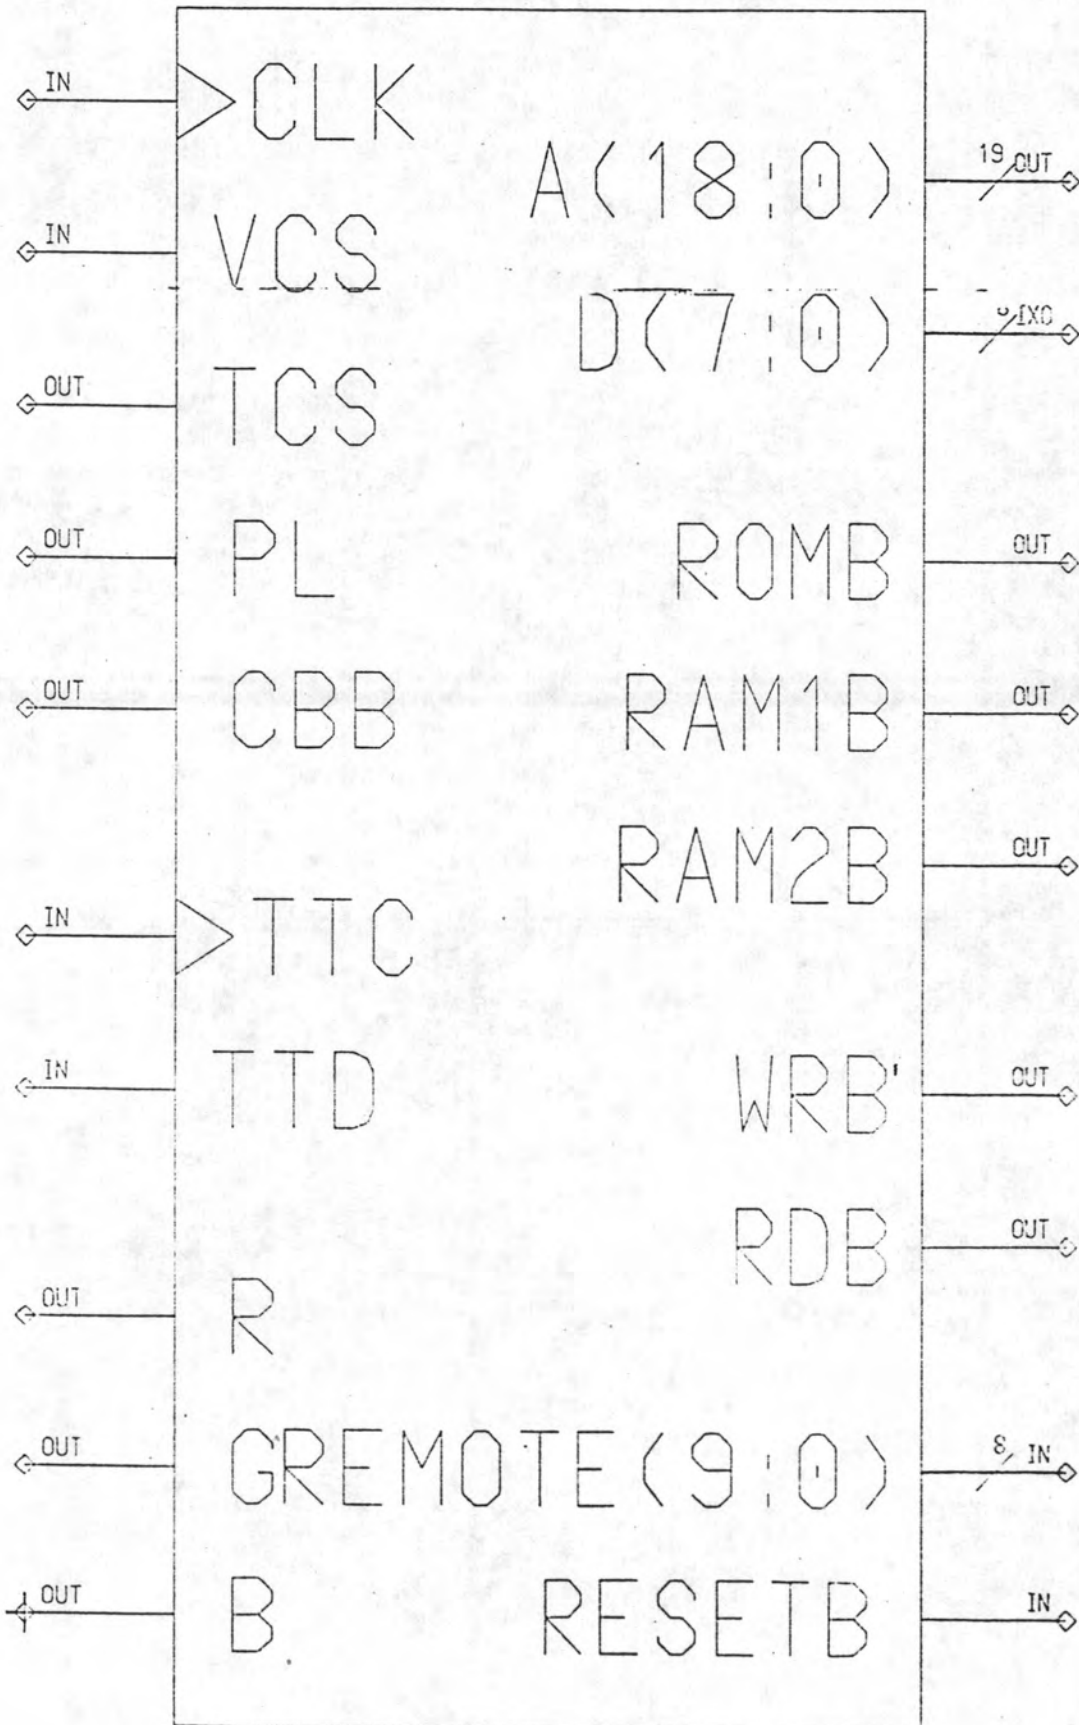 IN CLK
A(18:0) 19 OUT
IN VCS
D(7:0) IXO
OUT TCS
OUT PL ROMB OUT
OUT CBB RAM1B OUT
RAM2B OUT
IN TTC
IN TTD WRB' OUT
RDB OUT
OUT R
OUT GREMOTE(9:0) 8 IN
OUT B RESETB IN